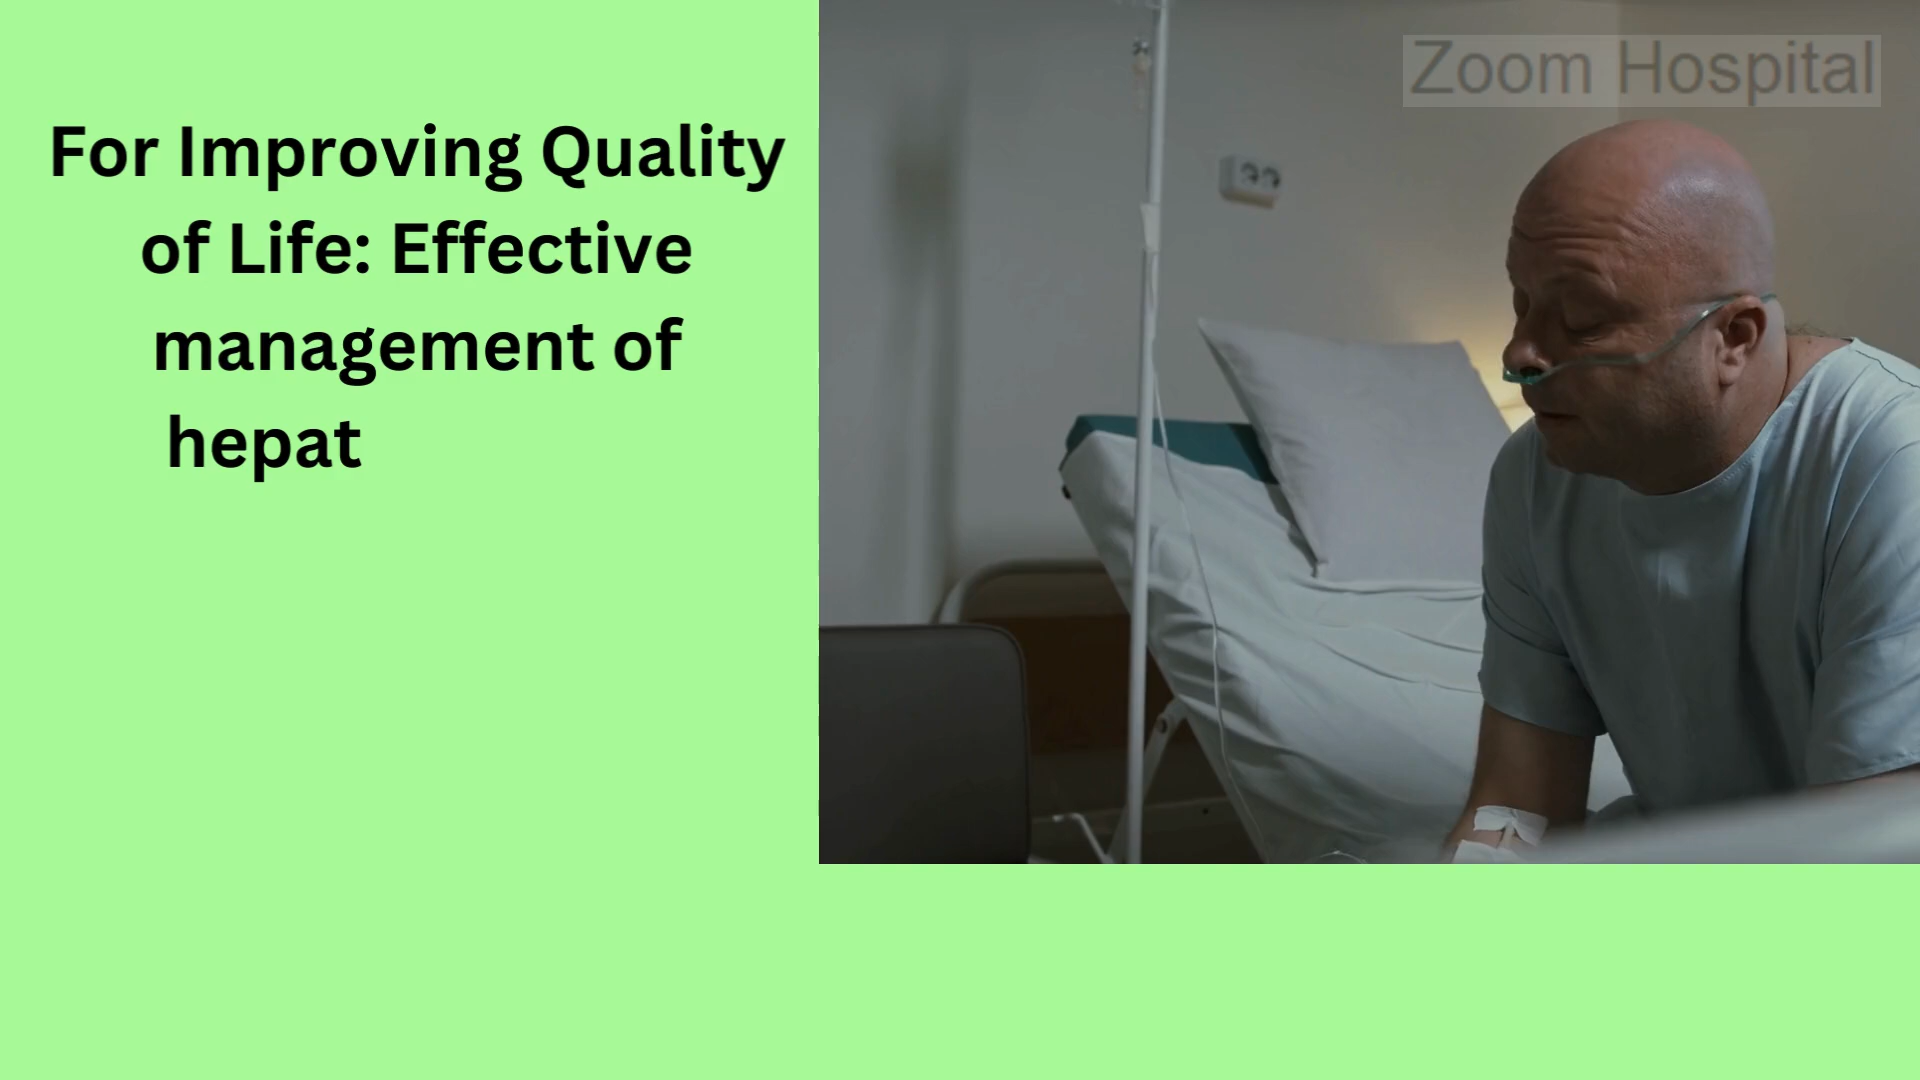 For Improving Quality
of Life: Effective
management of
hepat
Zoom Hospital